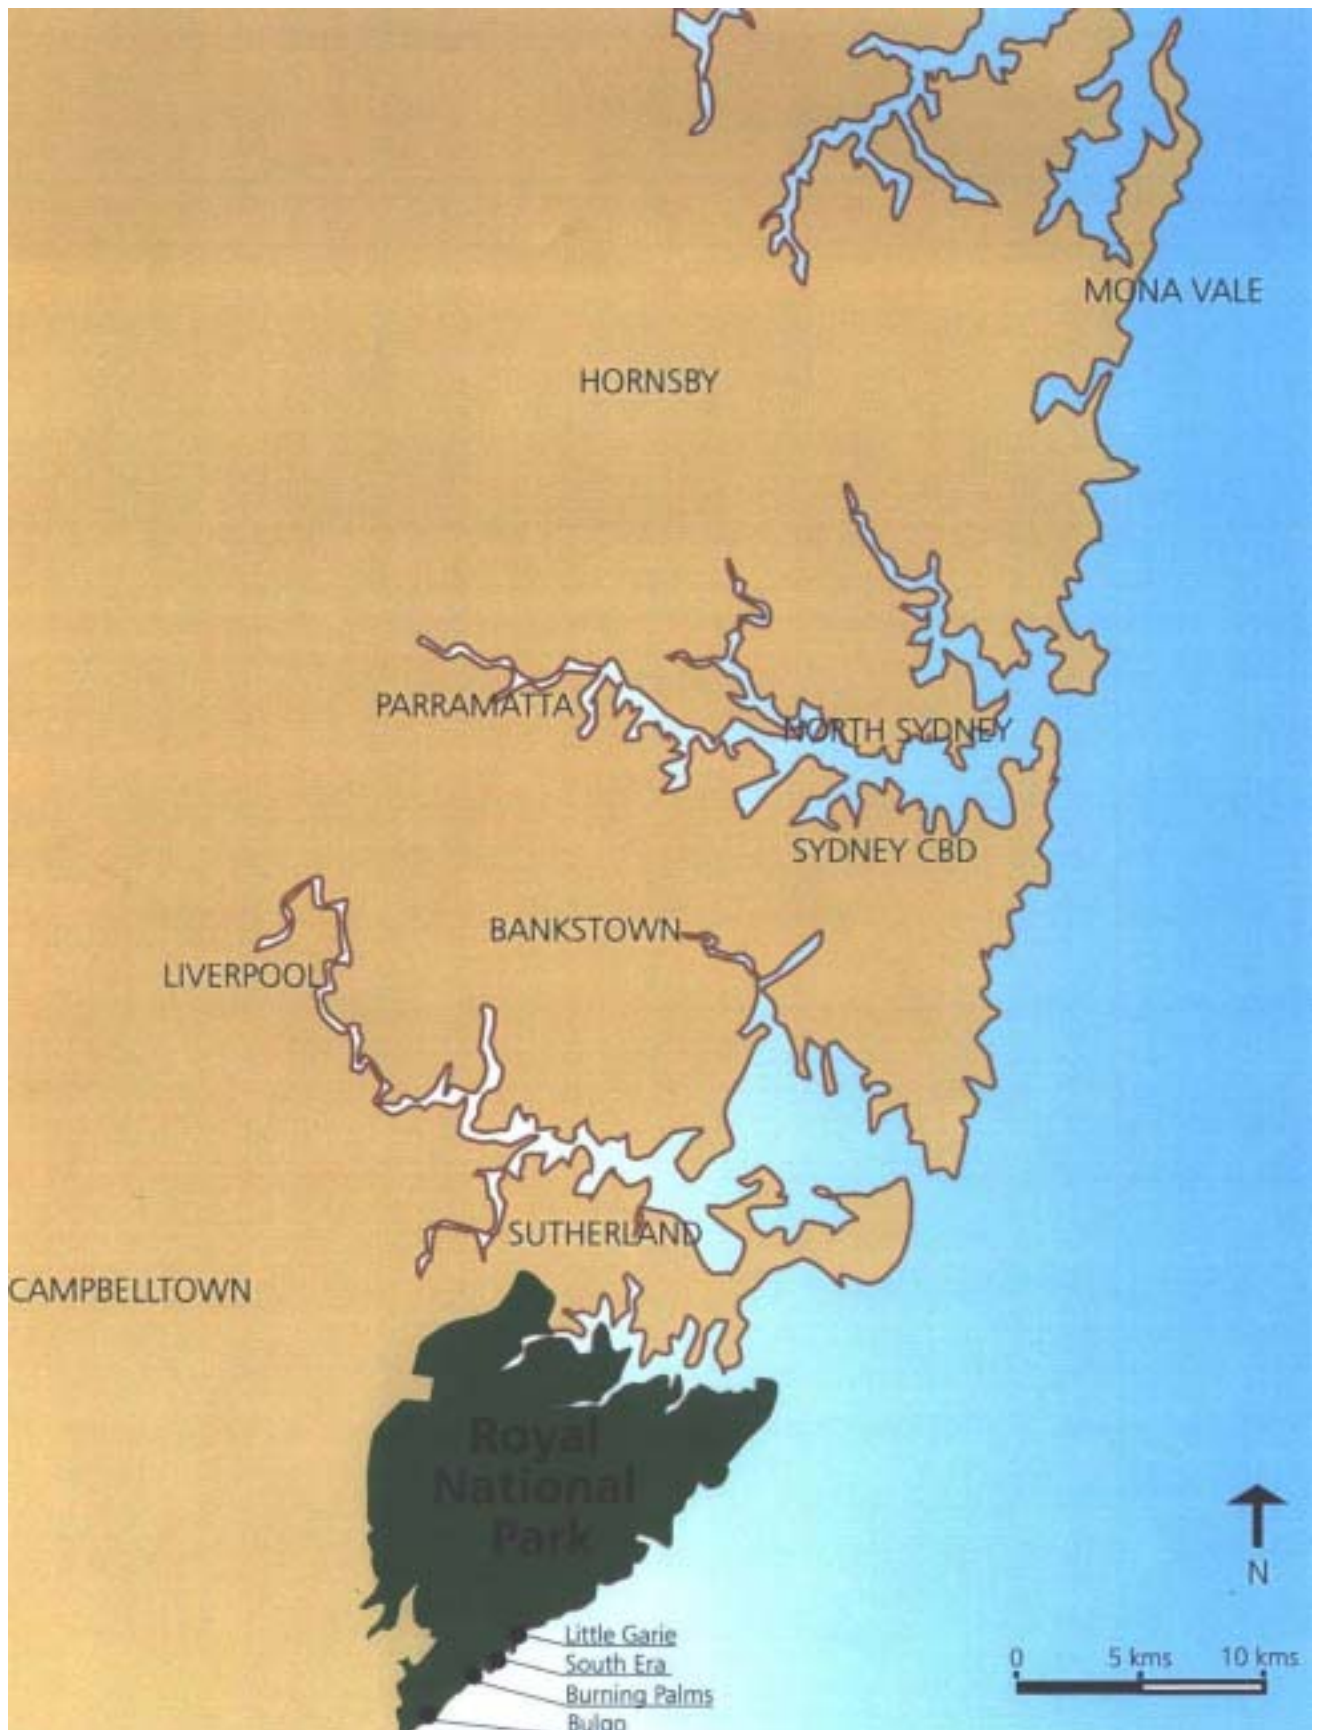 MONA VALE
HORNSBY
PARRAMATTA
NORTH SYDNEY
SYDNEY CBD
BANKSTOWN
LIVERPOOL
SUTHERLAND
CAMPBELLTOWN
Royal
National
Park
N
Little Garie
South Era
Burning Palms
Bulgo
0 5 kms 10 kms